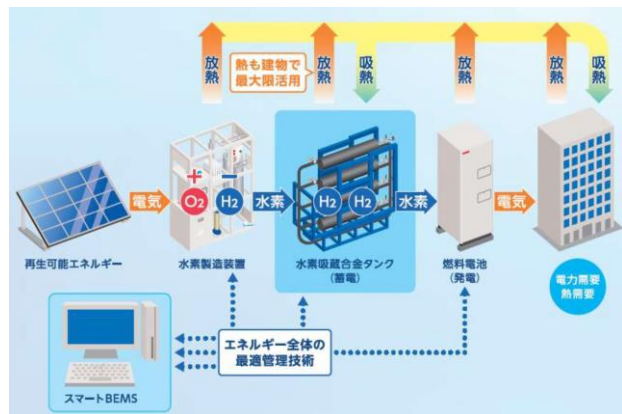 放熱
放熱
吸熱
放熱
放熱
吸熱
熱も建物で
最大限活用
電気
+
−
O2
H2
水素
H2
H2
水素
電気
再生可能エネルギー
水素製造装置
水素吸蔵合金タンク
(蓄電)
燃料電池
(発電)
電力需要
熱需要
エネルギー全体の
最適管理技術
スマートBEMS